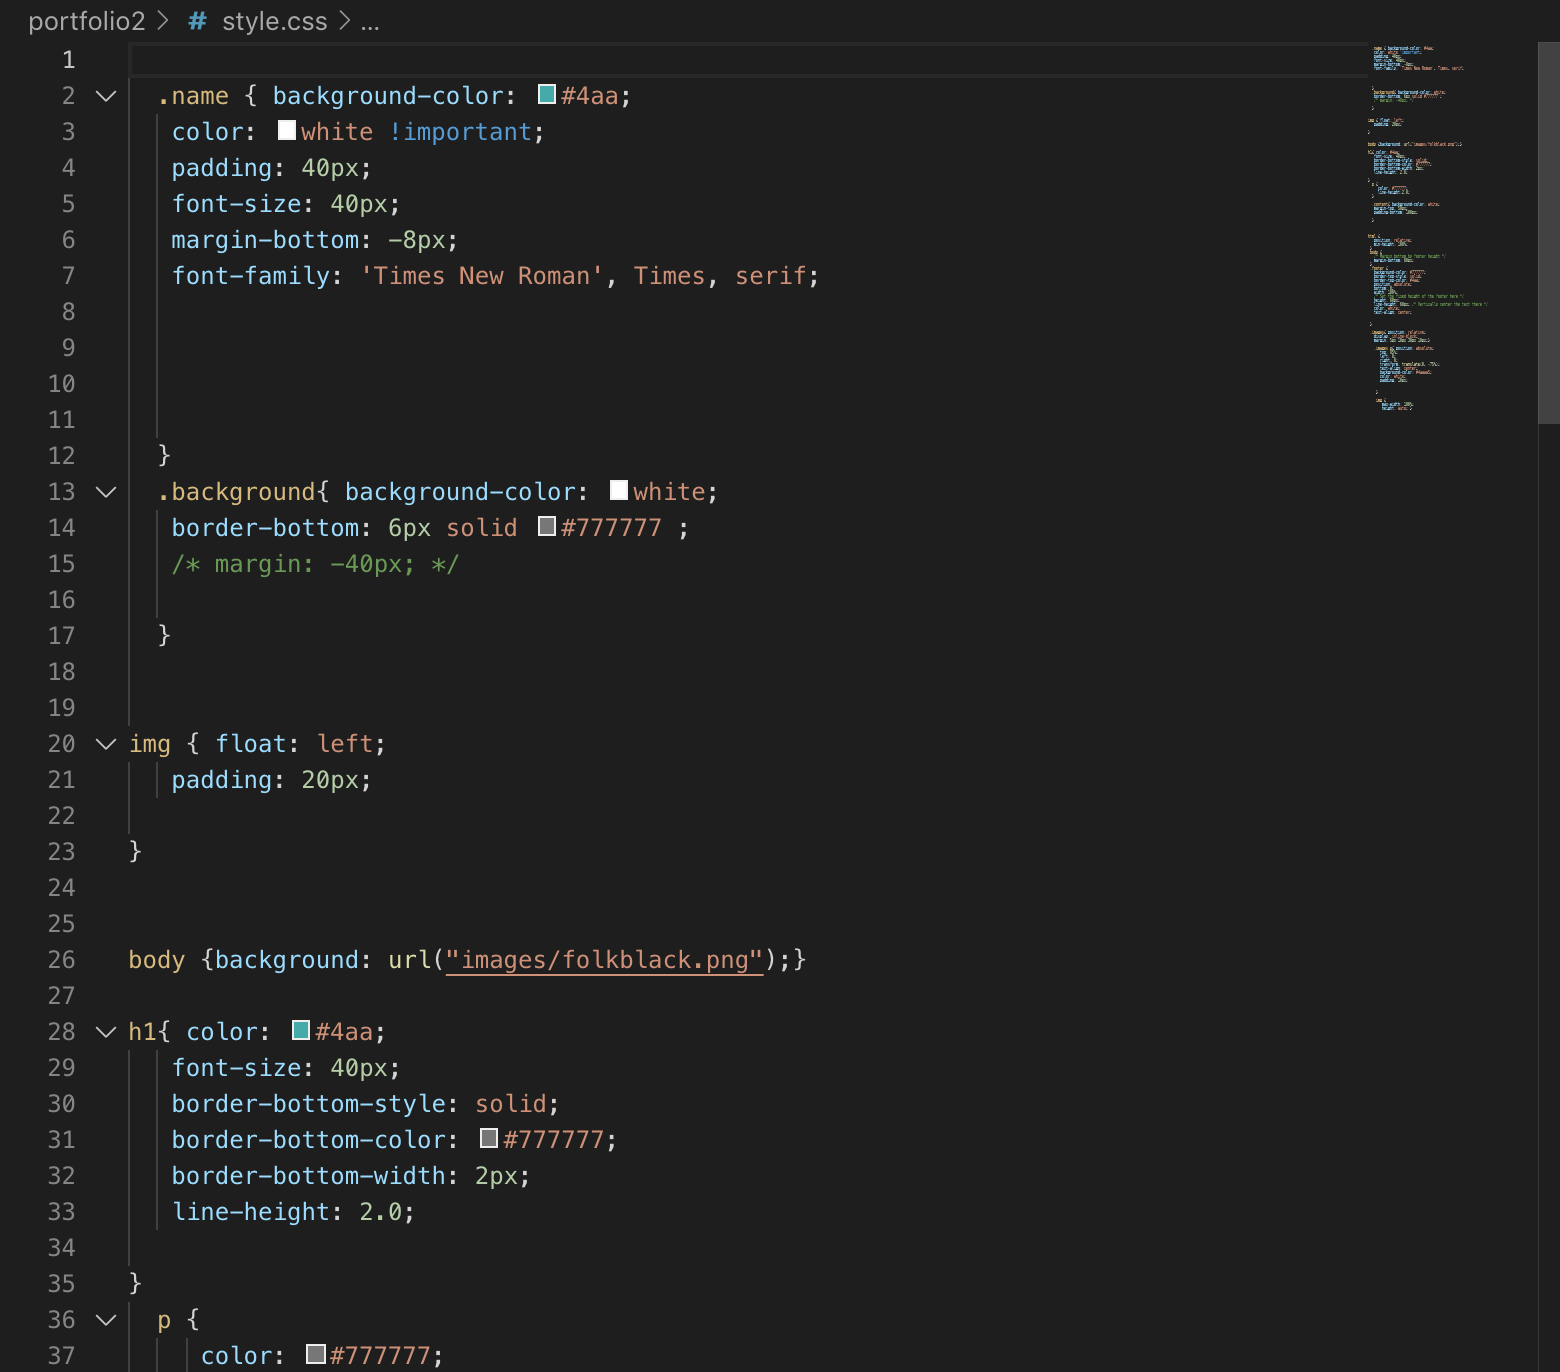 portfolio2 > # style.css > ...
1
2 .name { background-color: #4aa;
3 color: white !important;
4 padding: 40px;
5 font-size: 40px;
6 margin-bottom: -8px;
7 font-family: 'Times New Roman', Times, serif;
8
9
10
11
12 }
13 .background{ background-color: white;
14 border-bottom: 6px solid #777777 ;
15 /* margin: -40px; */
16
17 }
18
19
20 img { float: left;
21 padding: 20px;
22
23 }
24
25
26 body {background: url("images/folkblack.png");}
27
28 h1{ color: #4aa;
29 font-size: 40px;
30 border-bottom-style: solid;
31 border-bottom-color: #777777;
32 border-bottom-width: 2px;
33 line-height: 2.0;
34
35 }
36 p {
37 color: #777777;